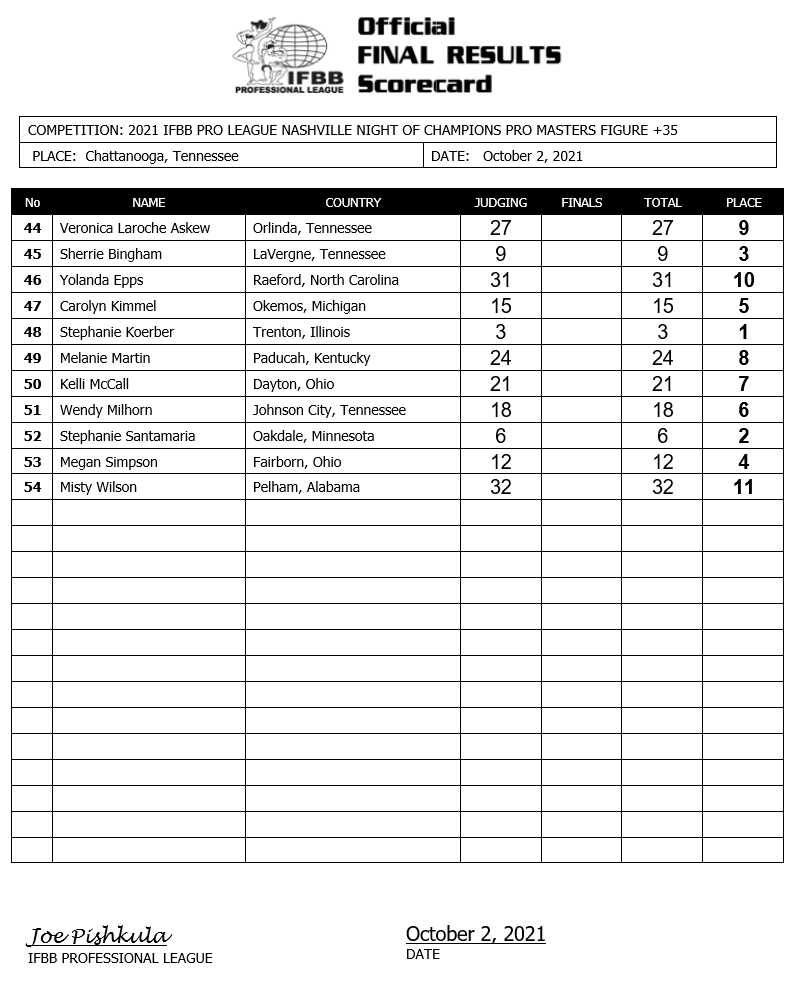 Official
FINAL RESULTS
Scorecard
IFBB
PROFESSIONAL LEAGUE
COMPETITION: 2021 IFBB PRO LEAGUE NASHVILLE NIGHT OF CHAMPIONS PRO MASTERS FIGURE +35
PLACE: Chattanooga, Tennessee DATE: October 2, 2021
No NAME COUNTRY JUDGING FINALS TOTAL PLACE
44 Veronica Laroche Askew Orlinda, Tennessee 27 27 9
45 Sherrie Bingham LaVergne, Tennessee 9 9 3
46 Yolanda Epps Raeford, North Carolina 31 31 10
47 Carolyn Kimmel Okemos, Michigan 15 15 5
48 Stephanie Koerber Trenton, Illinois 3 3 1
49 Melanie Martin Paducah, Kentucky 24 24 8
50 Kelli McCall Dayton, Ohio 21 21 7
51 Wendy Milhorn Johnson City, Tennessee 18 18 6
52 Stephanie Santamaria Oakdale, Minnesota 6 6 2
53 Megan Simpson Fairborn, Ohio 12 12 4
54 Misty Wilson Pelham, Alabama 32 32 11
Joe Pishkula October 2, 2021
IFBB PROFESSIONAL LEAGUE DATE